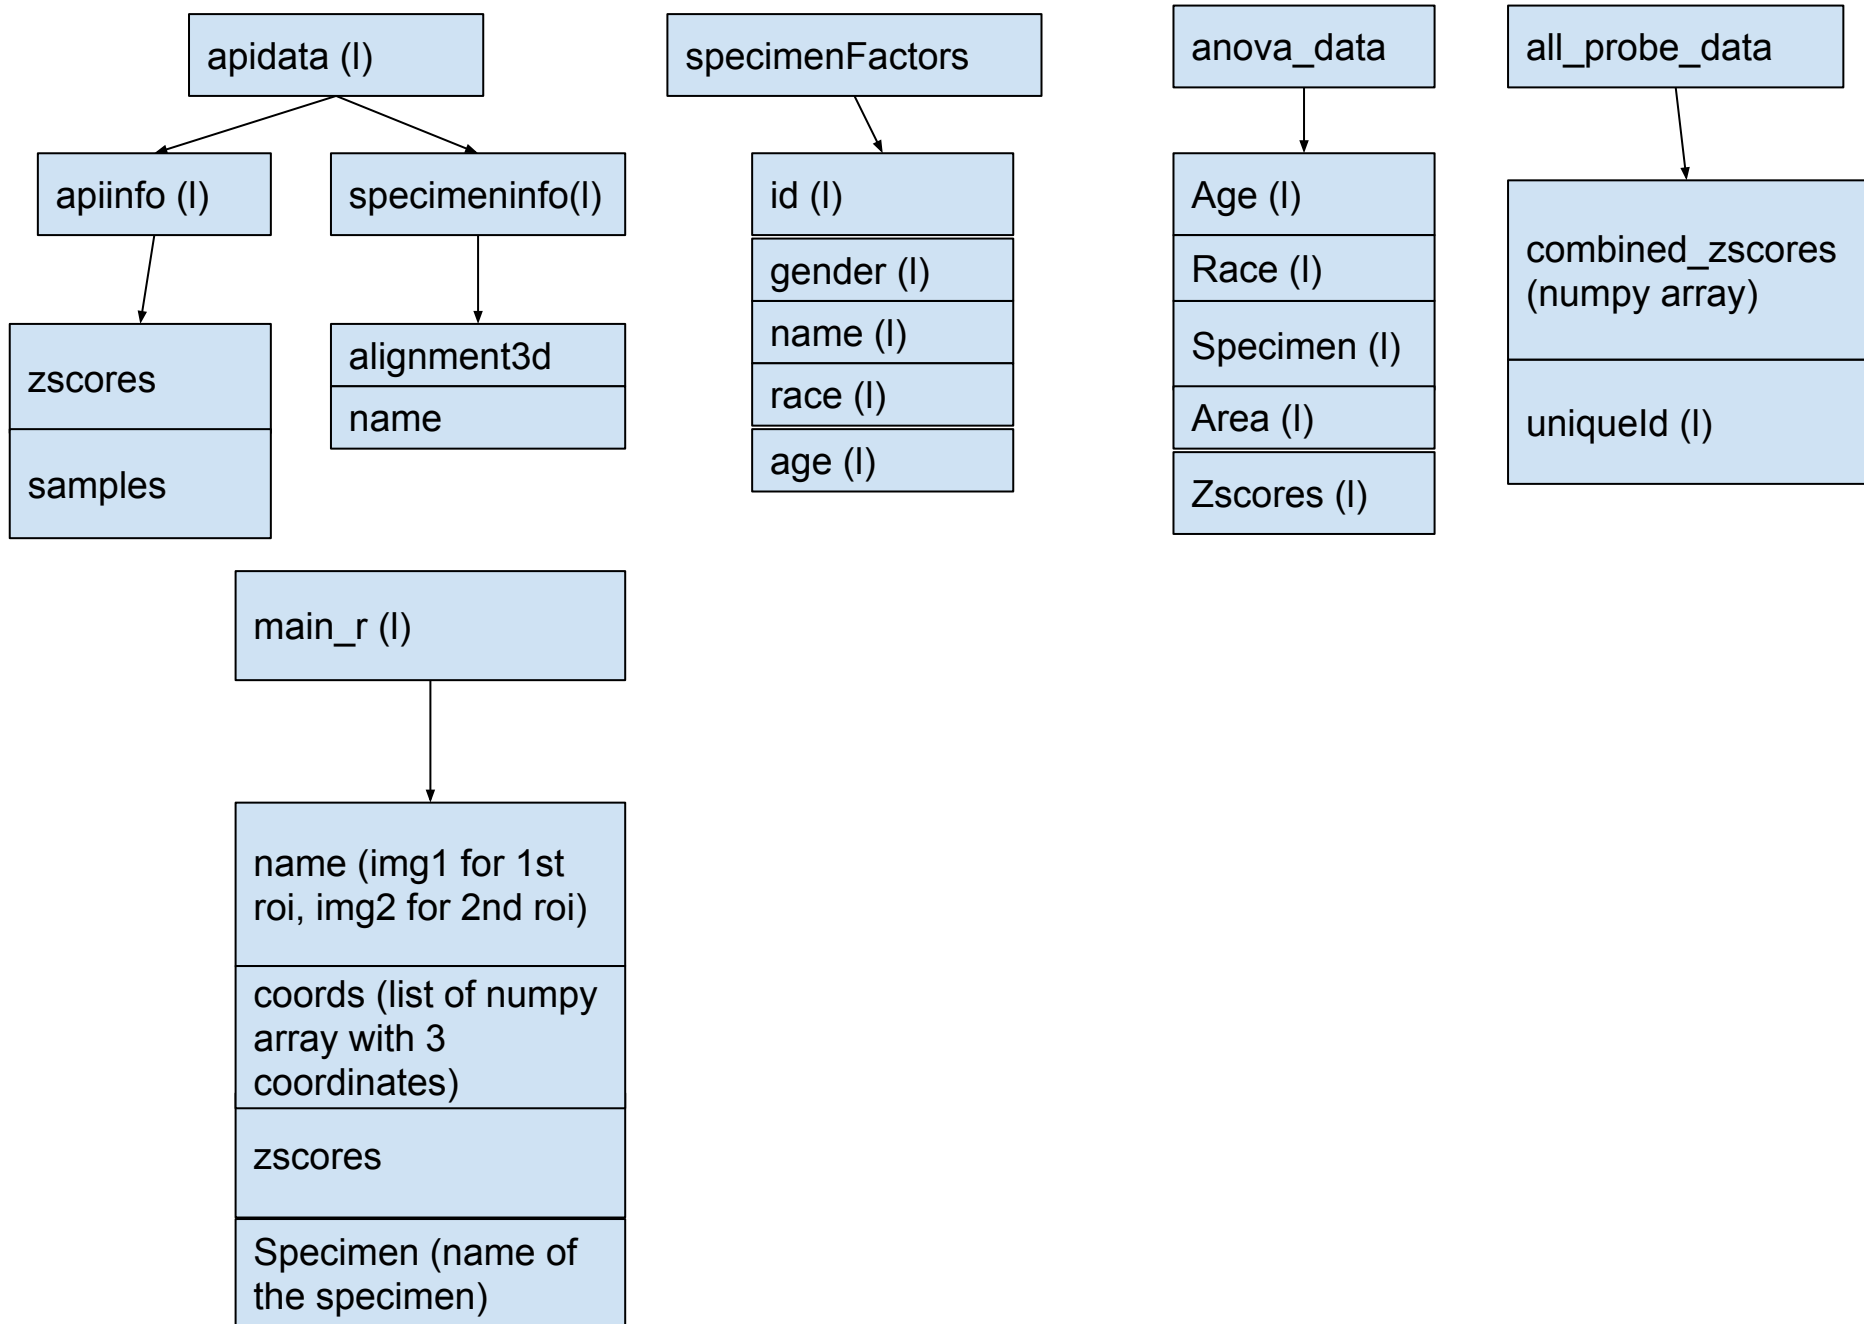 apidata (l)
apiinfo (l)
specimeninfo(l)
zscores
samples
alignment3d
name
specimenFactors
id (l)
gender (l)
name (l)
race (l)
age (l)
anova_data
Age (l)
Race (l)
Specimen (l)
Area (l)
Zscores (l)
all_probe_data
combined_zscores
(numpy array)
uniqueId (l)
main_r (l)
name (img1 for 1st
roi, img2 for 2nd roi)
coords (list of numpy
array with 3
coordinates)
zscores
Specimen (name of
the specimen)